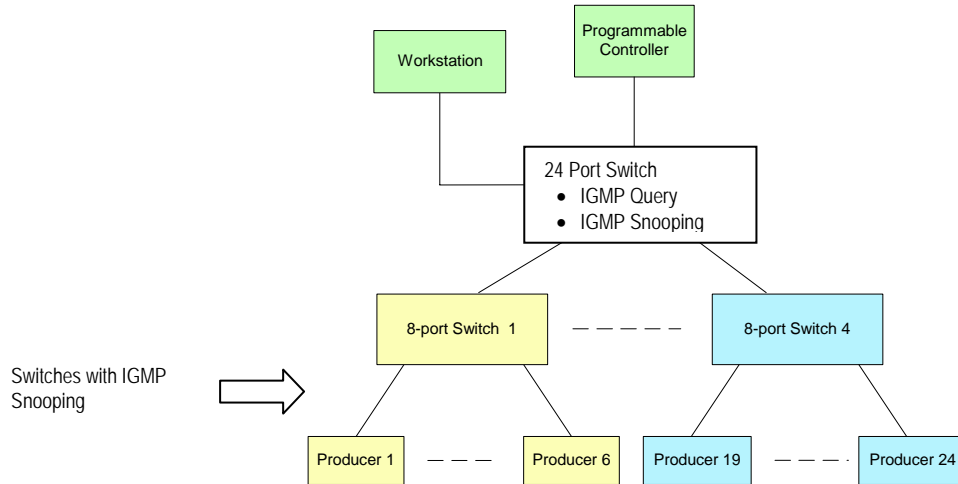 Programmable
Controller
Workstation
24 Port Switch
• IGMP Query
• IGMP Snooping
8-port Switch 1
8-port Switch 4
Switches with IGMP
Snooping
Producer 1
Producer 6
Producer 19
Producer 24